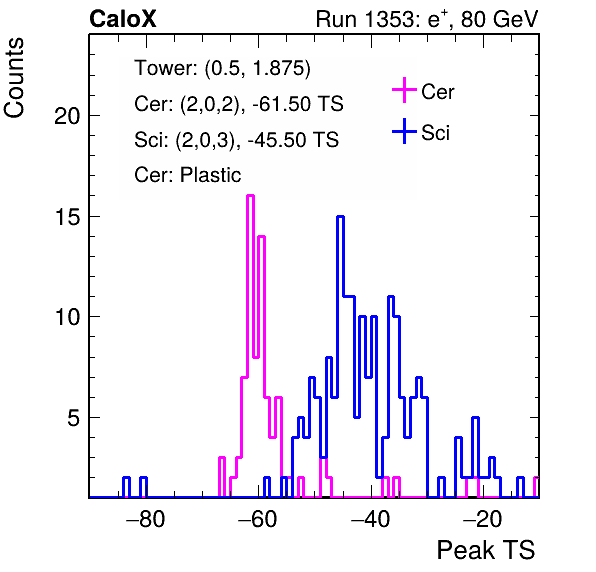 CaloX Run 1353: e⁺, 80 GeV
Counts
Tower: (0.5, 1.875)
Cer: (2,0,2), -61.50 TS
Sci: (2,0,3), -45.50 TS
Cer: Plastic
Cer
Sci
20
15
10
5
−80 −60 −40 −20
Peak TS